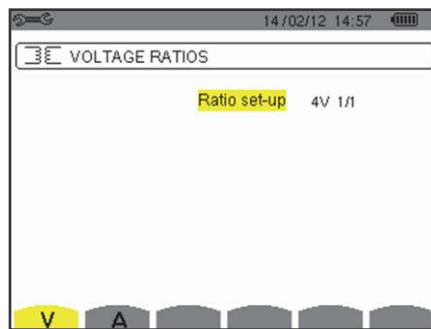 14/02/12 14:57
VOLTAGE RATIOS
Ratio set-up 4V 1/1
V A